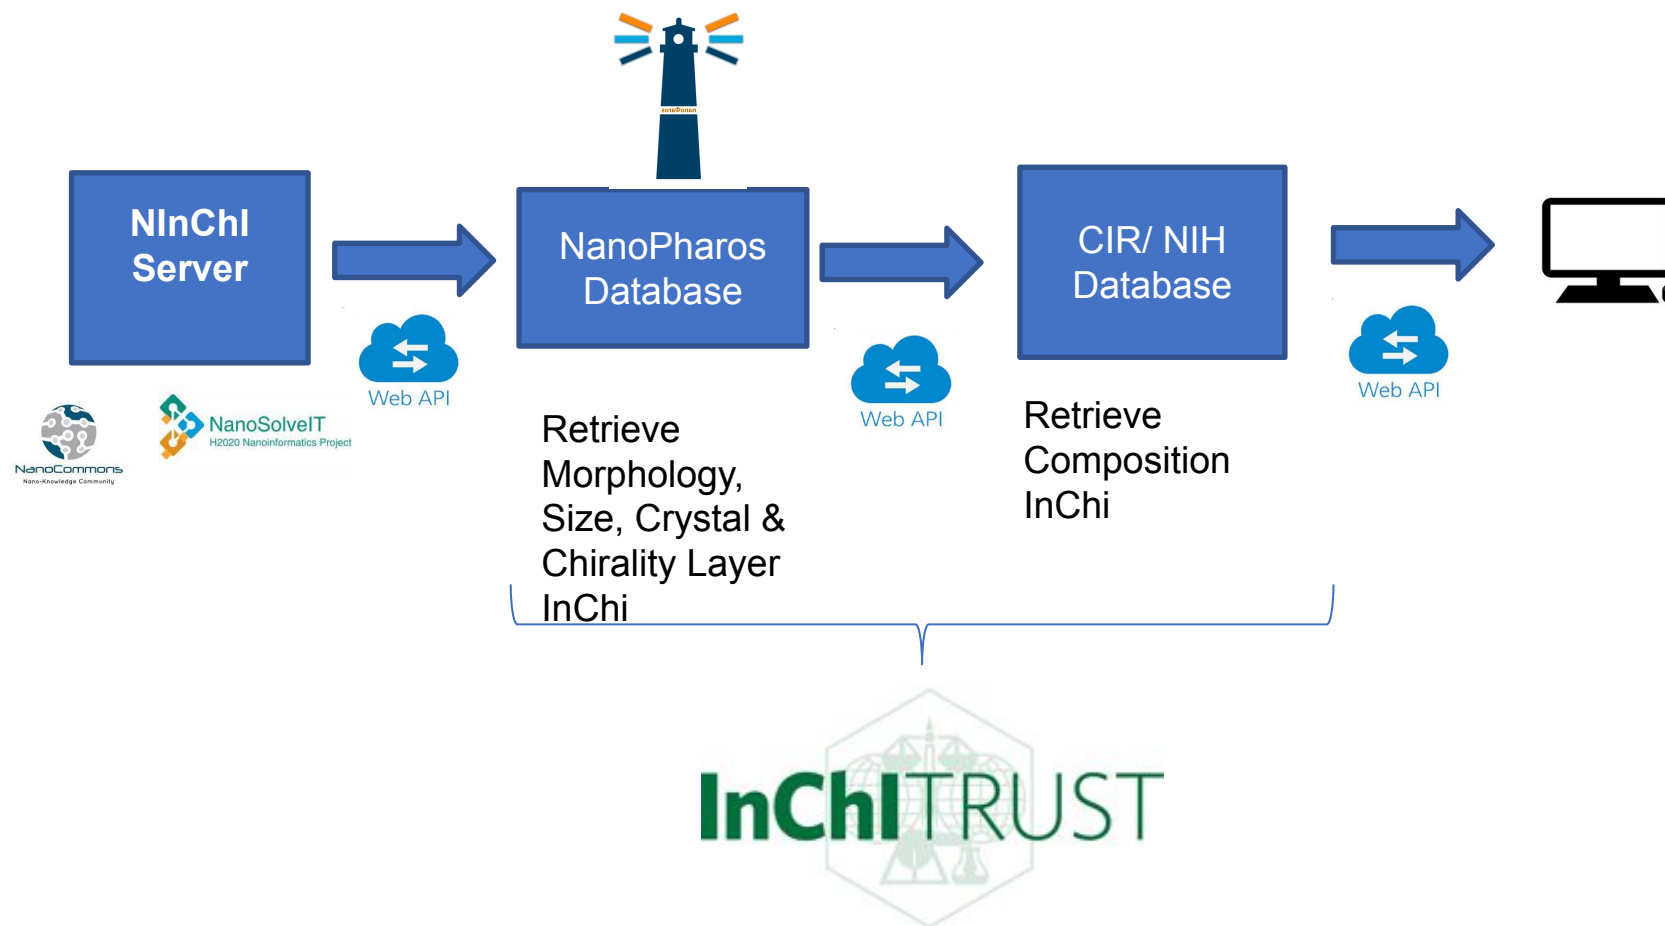 NInChI
Server
NanoPharos
Database
CIR/ NIH
Database
Web API
Web API
Web API
NanoCommons
Nano-Knowledge Community
NanoSolveIT
H2020 Nanoinformatics Project
Retrieve
Morphology,
Size, Crystal &
Chirality Layer
InChi
Retrieve
Composition
InChi
InChITRUST